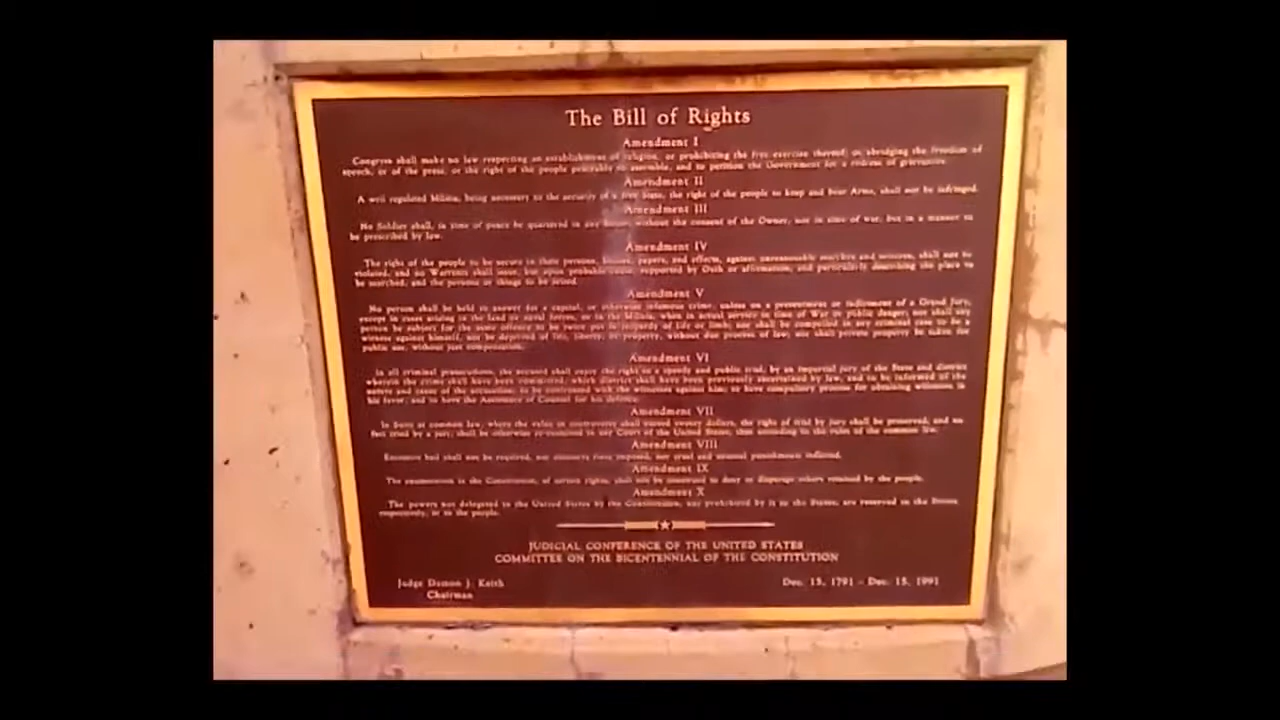 The Bill of Rights
Amendment I
Congress shall make no law respecting an establishment of religion, or prohibiting the free exercise thereof; or abridging the freedom of
speech, or of the press, or the right of the people peaceably to assemble, and to petition the Government for a redress of grievances.
Amendment II
A well regulated Militia, being necessary to the security of a free State, the right of the people to keep and bear Arms, shall not be infringed.
Amendment III
No Soldier shall, in time of peace be quartered in any house, without the consent of the Owner, nor in time of war, but in a manner to
be prescribed by law.
Amendment IV
The right of the people to be secure in their persons, houses, papers, and effects, against unreasonable searches and seizures, shall not be
violated, and no Warrants shall issue, but upon probable cause, supported by Oath or affirmation, and particularly describing the place to
be searched, and the persons or things to be seized.
Amendment V
No person shall be held to answer for a capital, or otherwise infamous crime, unless on a presentment or indictment of a Grand Jury,
except in cases arising in the land or naval forces, or in the Militia, when in actual service in time of War or public danger; nor shall any
person be subject for the same offence to be twice put in jeopardy of life or limb; nor shall be compelled in any criminal case to be a
witness against himself, nor be deprived of life, liberty, or property, without due process of law; nor shall private property be taken for
public use, without just compensation.
Amendment VI
In all criminal prosecutions, the accused shall enjoy the right to a speedy and public trial, by an impartial jury of the State and district
wherein the crime shall have been committed, which district shall have been previously ascertained by law, and to be informed of the
nature and cause of the accusation; to be confronted with the witnesses against him; to have compulsory process for obtaining witnesses in
his favor, and to have the Assistance of Counsel for his defence.
Amendment VII
In Suits at common law, where the value in controversy shall exceed twenty dollars, the right of trial by jury shall be preserved, and no
fact tried by a jury, shall be otherwise re-examined in any Court of the United States, than according to the rules of the common law.
Amendment VIII
Excessive bail shall not be required, nor excessive fines imposed, nor cruel and unusual punishments inflicted.
Amendment IX
The enumeration in the Constitution, of certain rights, shall not be construed to deny or disparage others retained by the people.
Amendment X
The powers not delegated to the United States by the Constitution, nor prohibited by it to the States, are reserved to the States
respectively, or to the people.
JUDICIAL CONFERENCE OF THE UNITED STATES
COMMITTEE ON THE BICENTENNIAL OF THE CONSTITUTION
Judge Damon J. Keith
Chairman
Dec. 15, 1791 - Dec. 15, 1991